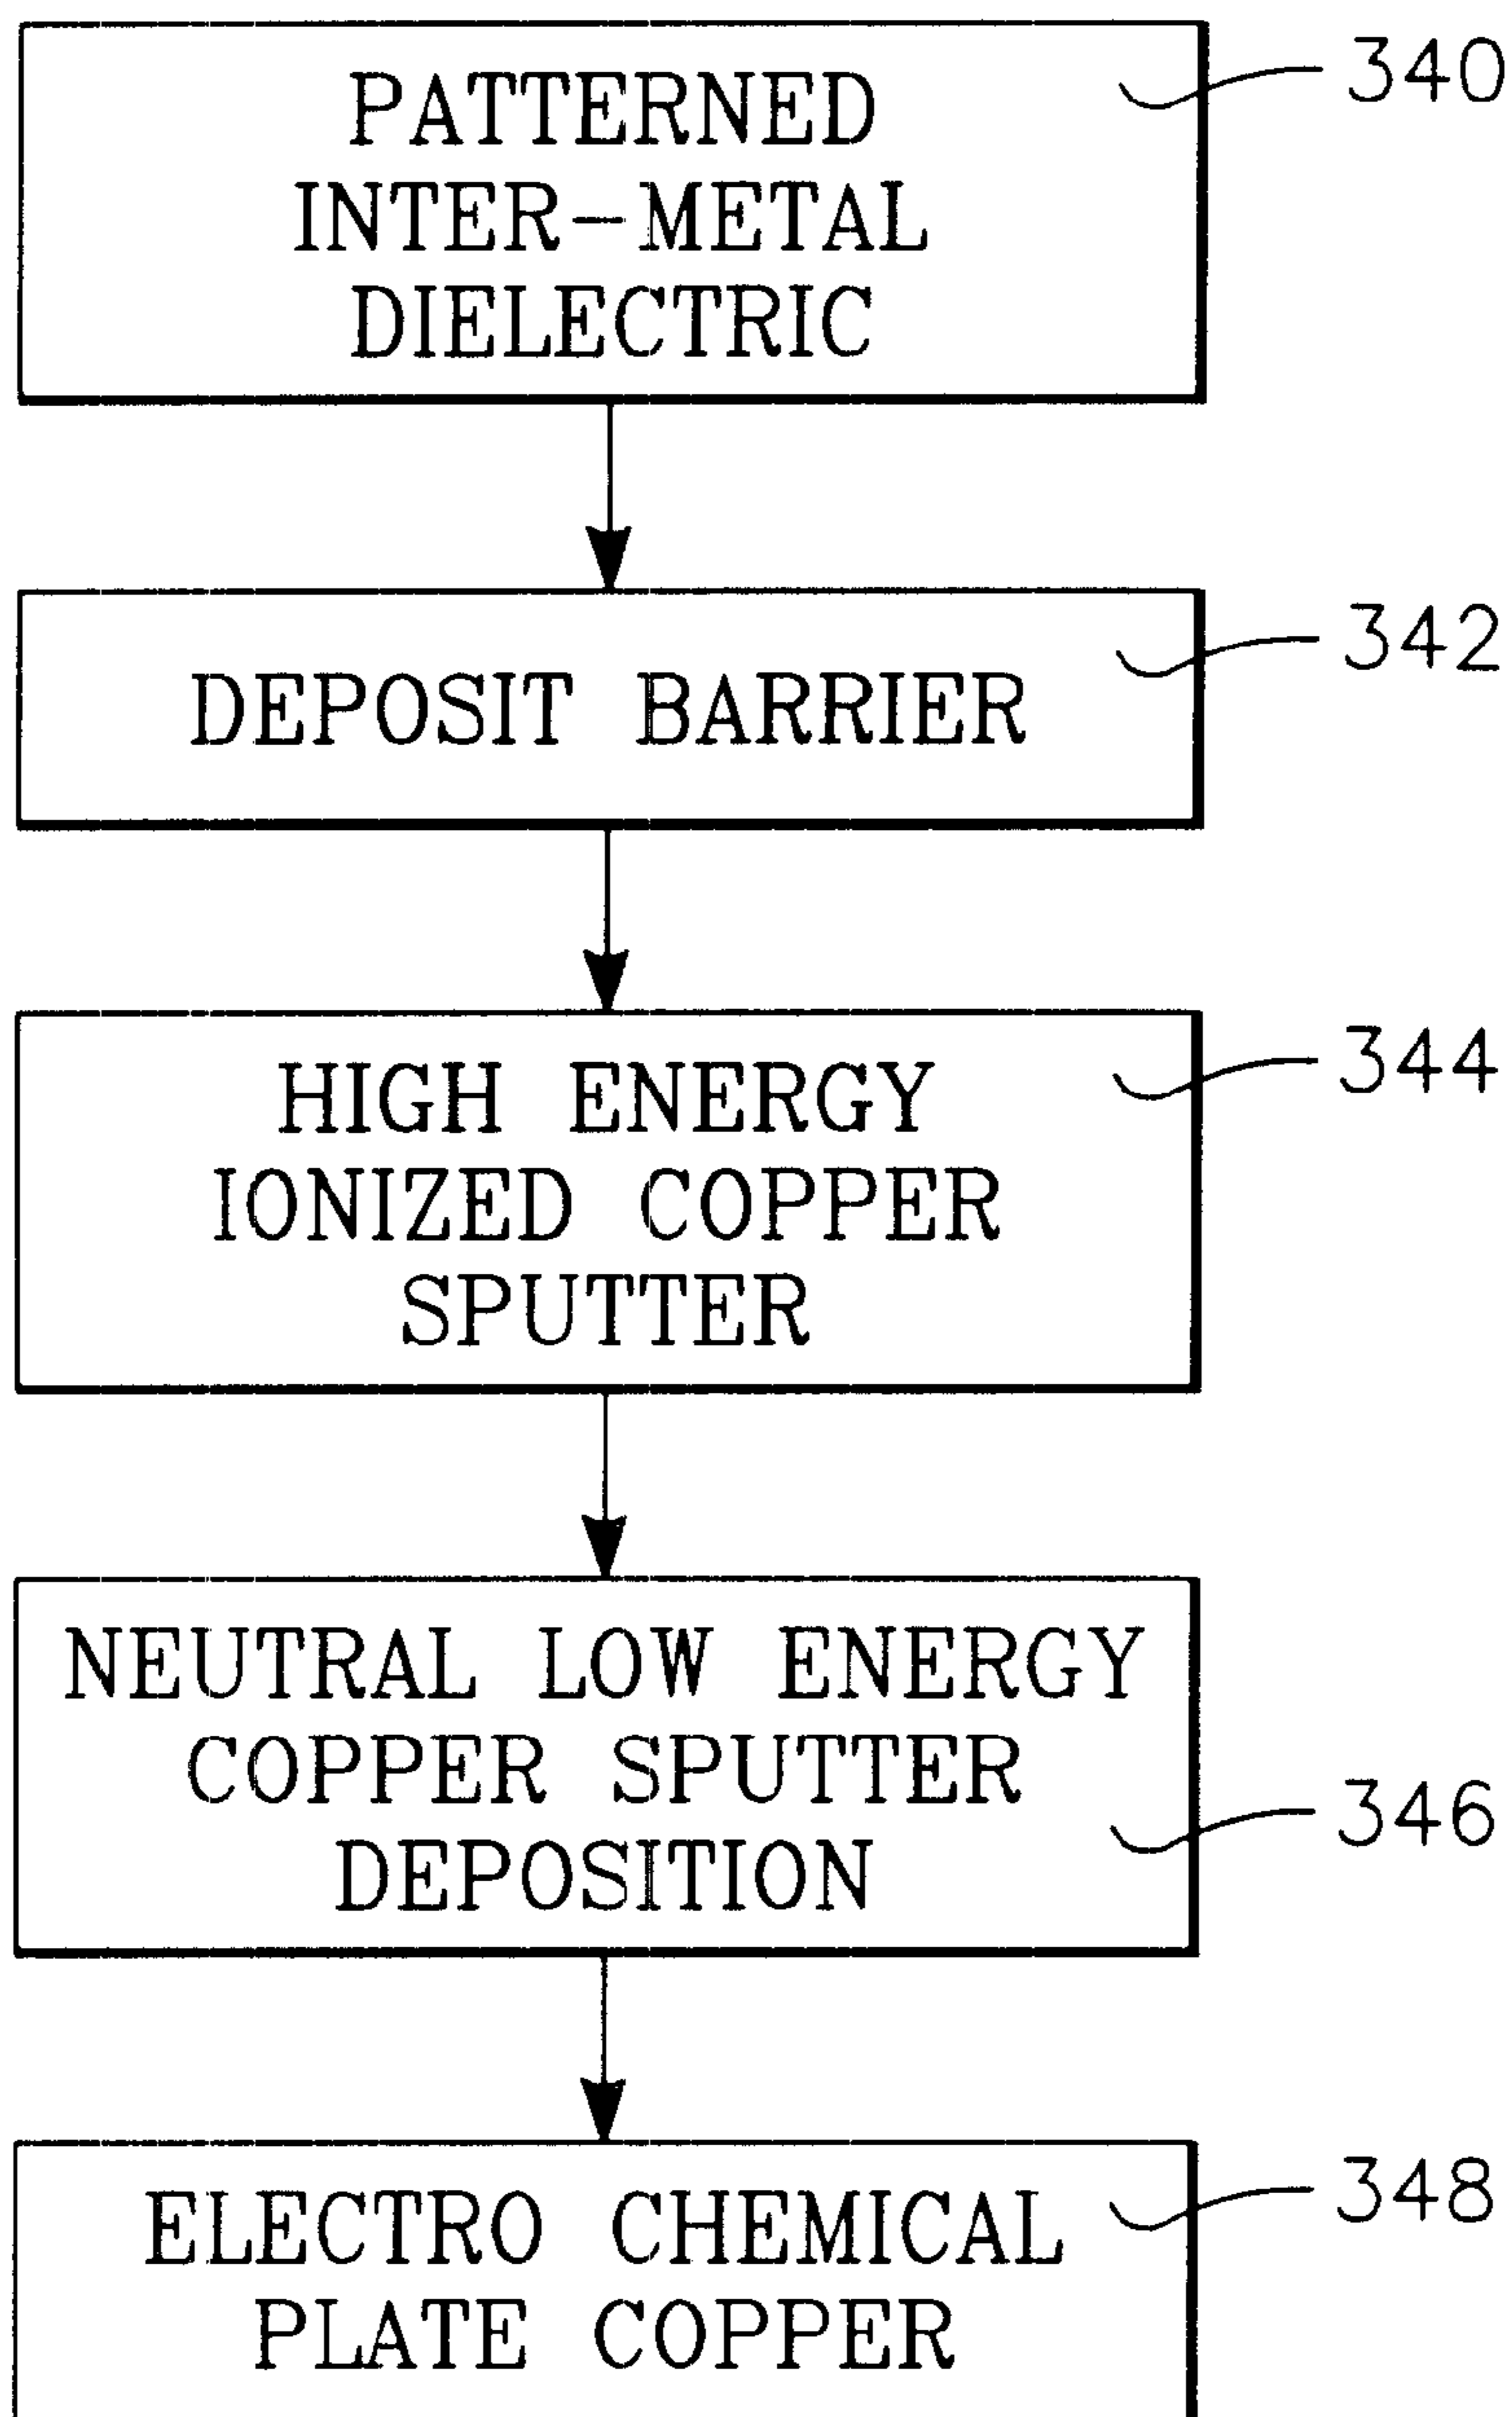 PATTERNED
INTER-METAL
DIELECTRIC
340
DEPOSIT BARRIER
342
HIGH ENERGY
IONIZED COPPER
SPUTTER
344
NEUTRAL LOW ENERGY
COPPER SPUTTER
DEPOSITION
346
ELECTRO CHEMICAL
PLATE COPPER
348